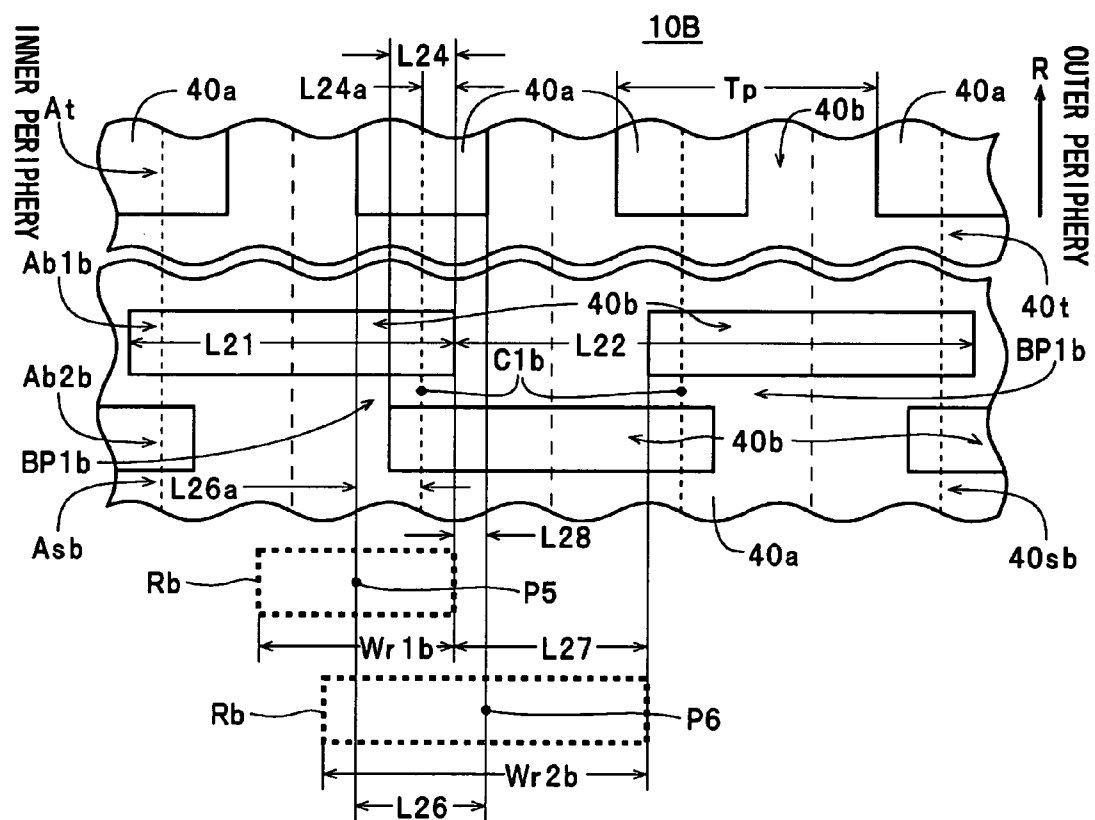 10B
INNER PERIPHERY
OUTER PERIPHERY
R
L24
L24a
At
40a
40a
Tp
40b
40a
Ab1b
40b
40t
L21
L22
BP1b
C1b
Ab2b
BP1b
40b
L26a
Asb
L28
40a
40sb
Rb
P5
Wr1b
L27
Rb
P6
Wr2b
L26